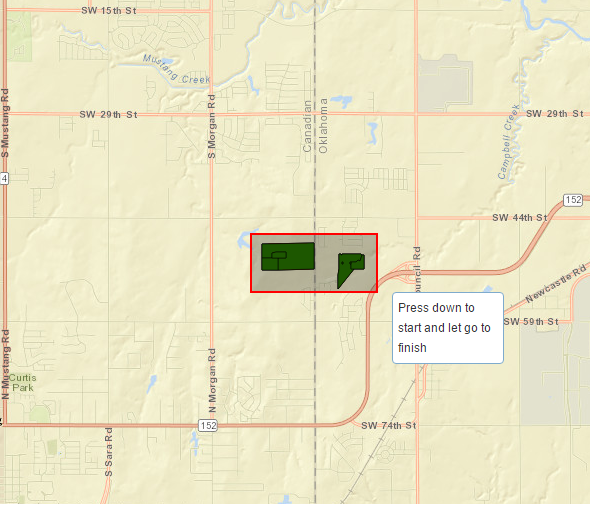 SW 15th St
Mustang
Creek
S Mustang Rd
S Morgan Rd
SW 29th St
Canadian
Oklahoma
SW 29th St
Campbell Creek
4
152
SW 44th St
Newcastle Rd
Press down to
start and let go to
finish
SW 59th St
N Mustang Rd
N Morgan Rd
Curtis
Park
152
SW 74th St
S Sara Rd